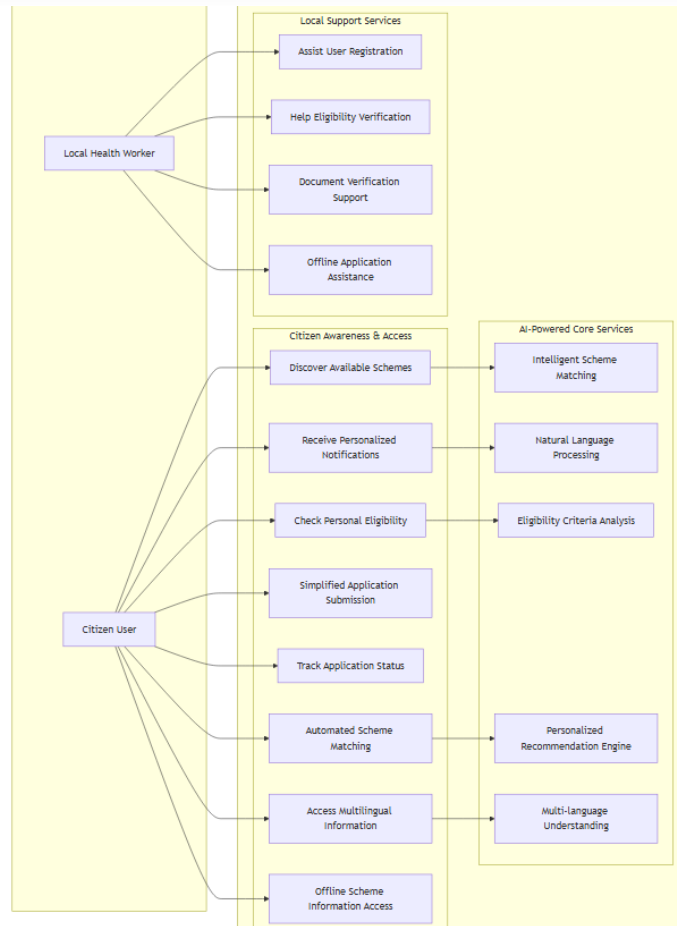 Local Support Services
Assist User Registration
Help Eligibility Verification
Local Health Worker
Document Verification
Support
Offline Application
Assistance
Citizen Awareness & Access
AI-Powered Core Services
Discover Available Schemes
Intelligent Scheme
Matching
Receive Personalized
Notifications
Natural Language
Processing
Check Personal Eligibility
Eligibility Criteria Analysis
Simplified Application
Submission
Citizen User
Track Application Status
Automated Scheme
Matching
Personalized
Recommendation Engine
Access Multilingual
Information
Multi-language
Understanding
Offline Scheme
Information Access